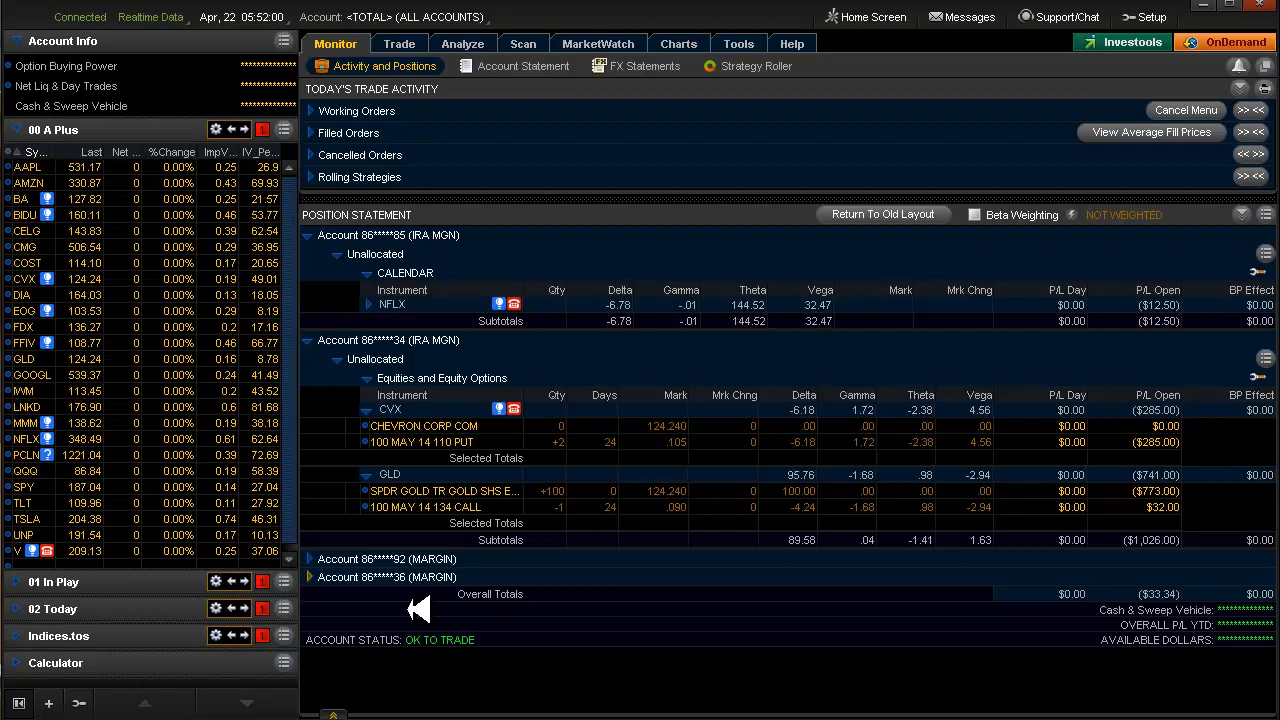 Connected Realtime Data Apr, 22 05:52:00 Account: <TOTAL> (ALL ACCOUNTS) Home Screen Messages Support/Chat Setup
Account Info
Option Buying Power *************
Net Liq & Day Trades *************
Cash & Sweep Vehicle *************
00 A Plus 1
Sy... Last Net ... %Change ImpV... IV_Pe...
AAPL 531.17 0 0.00% 0.25 26.9
AMZN 330.87 0 0.00% 0.43 69.93
BA 127.82 0 0.00% 0.25 21.57
BIDU 160.11 0 0.00% 0.46 53.77
CELG 143.83 0 0.00% 0.39 62.54
CMG 506.54 0 0.00% 0.29 36.95
COST 114.10 0 0.00% 0.17 20.65
CVX 124.24 0 0.00% 0.19 49.01
DIA 164.03 0 0.00% 0.13 18.05
EOG 103.53 0 0.00% 0.29 8.19
FDX 136.27 0 0.00% 0.2 17.16
FFIV 108.77 0 0.00% 0.46 66.77
GLD 124.24 0 0.00% 0.16 8.78
GOOGL 539.37 0 0.00% 0.24 41.49
IWM 113.45 0 0.00% 0.2 43.52
LNKD 176.90 0 0.00% 0.6 81.68
MMM 138.62 0 0.00% 0.19 38.18
NFLX 348.49 0 0.00% 0.61 62.64
PCLN ? 1221.04 0 0.00% 0.39 72.69
QQQ 86.84 0 0.00% 0.19 58.39
SPY 187.04 0 0.00% 0.14 27.04
TLT 109.96 0 0.00% 0.11 27.92
TSLA 204.38 0 0.00% 0.74 46.31
UNP 191.54 0 0.00% 0.17 10.13
V 209.13 0 0.00% 0.25 37.06
01 In Play 1
02 Today 1
Indices.tos 1
Calculator
Monitor Trade Analyze Scan MarketWatch Charts Tools Help Investools OnDemand
Activity and Positions Account Statement FX Statements Strategy Roller
TODAY'S TRADE ACTIVITY
Working Orders Cancel Menu >> <<
Filled Orders View Average Fill Prices >> <<
Cancelled Orders << >>
Rolling Strategies >> <<
POSITION STATEMENT Return To Old Layout Beta Weighting NOT WEIGHTED
Account 86*****85 (IRA MGN)
Unallocated
CALENDAR
Instrument Qty Delta Gamma Theta Vega Mark Mrk Chng P/L Day P/L Open BP Effect
NFLX -6.78 -.01 144.52 32.47 $0.00 ($12.50) $0.00
Subtotals -6.78 -.01 144.52 32.47 $0.00 ($12.50) $0.00
Account 86*****34 (IRA MGN)
Unallocated
Equities and Equity Options
Instrument Qty Days Mark Mrk Chng Delta Gamma Theta Vega P/L Day P/L Open BP Effect
CVX -6.18 1.72 -2.38 4.56 $0.00 ($285.00) $0.00
CHEVRON CORP COM 0 124.240 0 .00 .00 .00 .00 $0.00 $0.00
100 MAY 14 110 PUT +2 24 .105 0 -6.18 1.72 -2.38 4.56 $0.00 ($285.00)
Selected Totals
GLD 95.76 -1.68 .98 -2.94 $0.00 ($741.00) $0.00
SPDR GOLD TR GOLD SHS E... +100 0 124.240 0 100.00 .00 .00 .00 $0.00 ($773.00)
100 MAY 14 134 CALL -1 24 .090 0 -4.24 -1.68 .98 -2.94 $0.00 $32.00
Selected Totals
Subtotals 89.58 .04 -1.41 1.63 $0.00 ($1,026.00) $0.00
Account 86*****92 (MARGIN)
Account 86*****36 (MARGIN)
Overall Totals $0.00 ($3.34) $0.00
Cash & Sweep Vehicle: *************
OVERALL P/L YTD: *************
ACCOUNT STATUS: OK TO TRADE AVAILABLE DOLLARS: *************